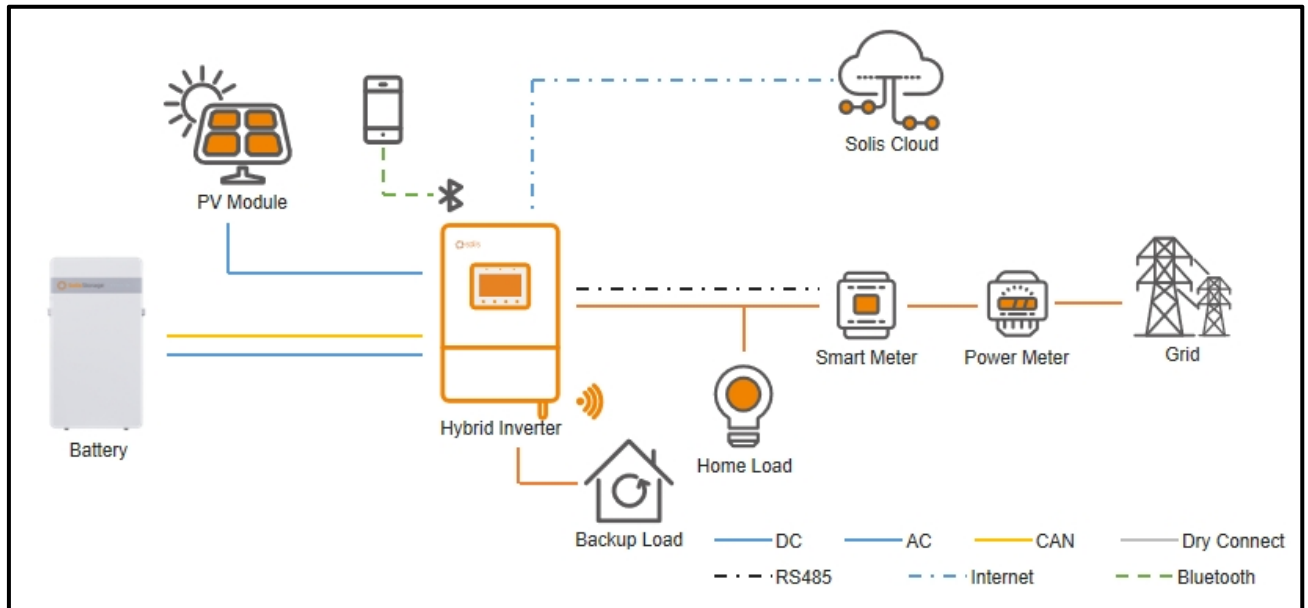 Solis Cloud
PV Module
solis
Smart Meter
Power Meter
Grid
Hybrid Inverter
Battery
Home Load
Backup Load
DC
AC
CAN
Dry Connect
RS485
Internet
Bluetooth